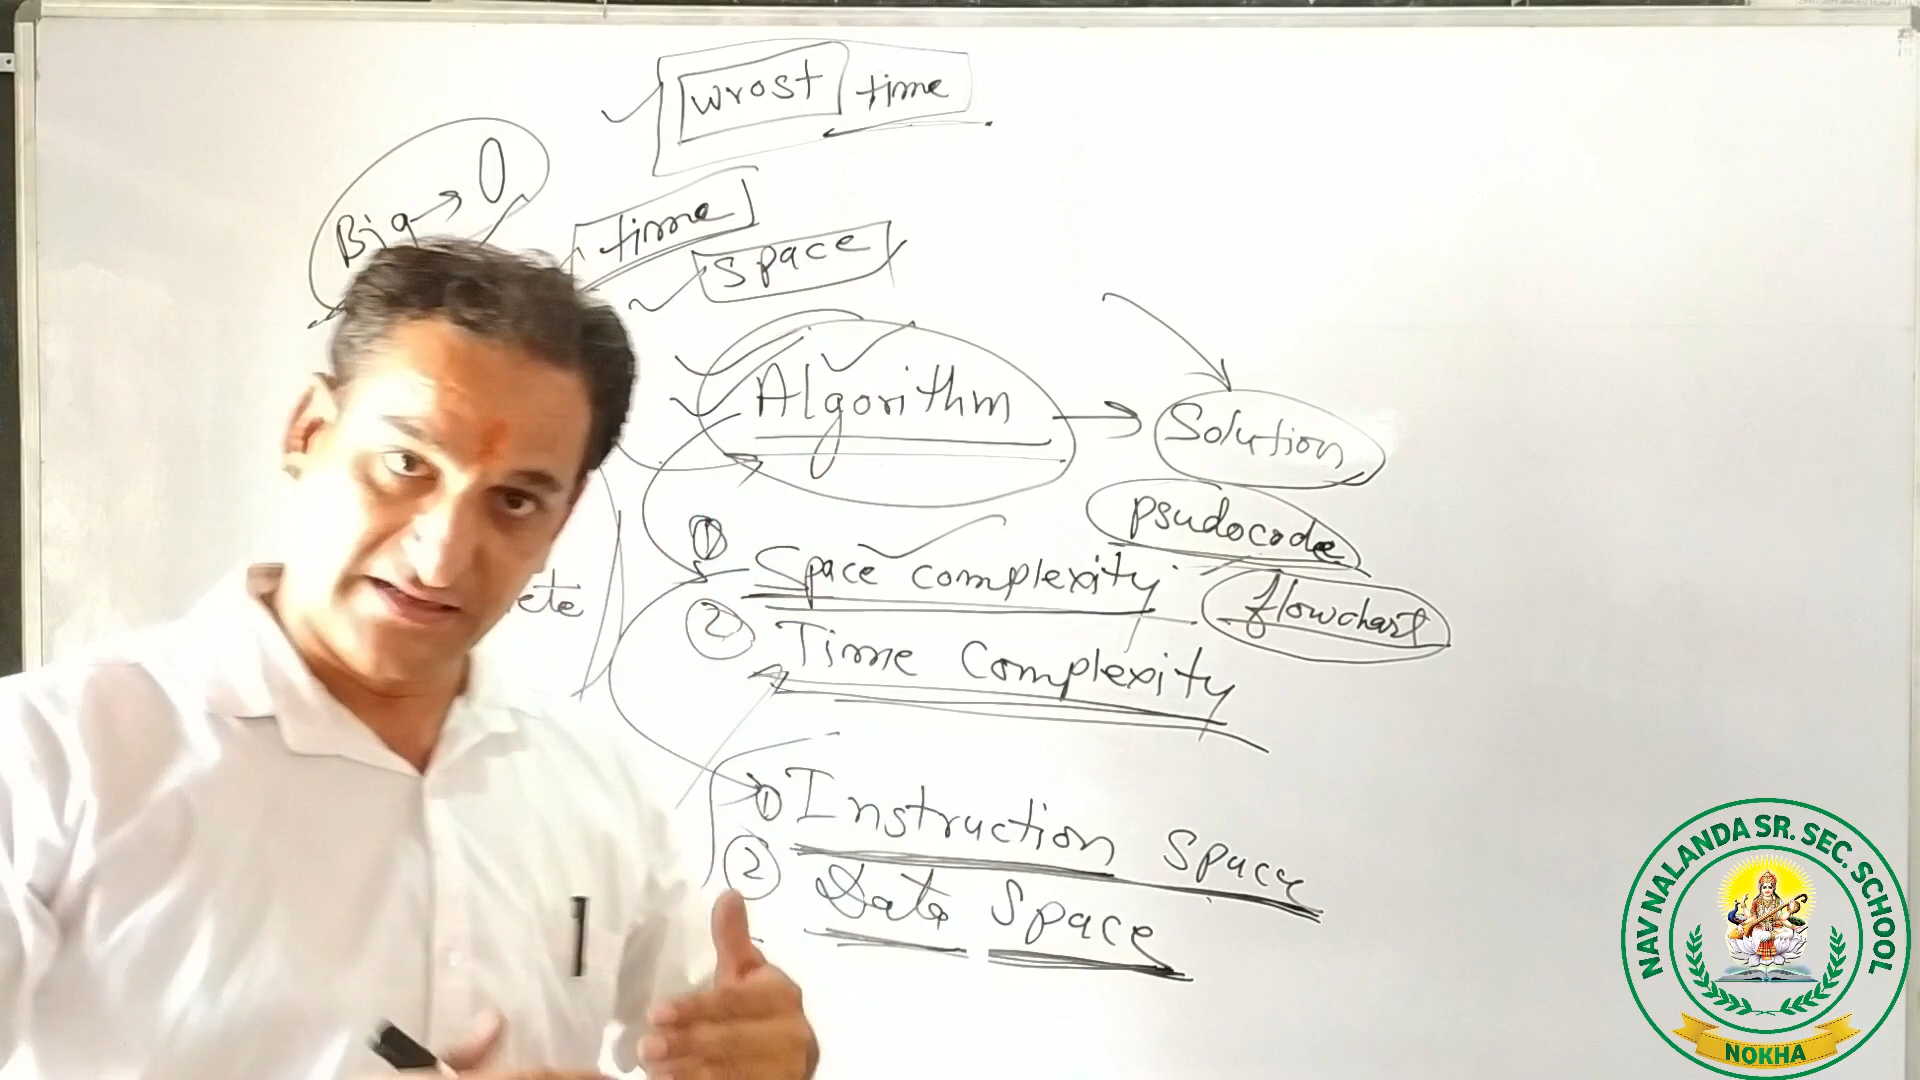 wrost time
Big → O
time
space
Algorithm → Solution
psudocode
① Space complexity
flowchart
② Time Complexity
① Instruction Space
② Data Space
NAV NALANDA SR. SEC. SCHOOL
NOKHA